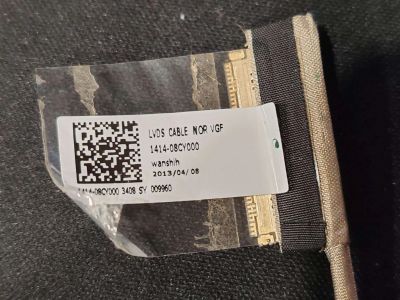 LVDS CABLE NOR VGF
1414-08CY000
wanshih
2013/04/08
1414-08CY000 3408 SY 009960